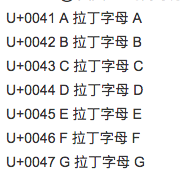 U+0041 A 拉丁字母 A
U+0042 B 拉丁字母 B
U+0043 C 拉丁字母 C
U+0044 D 拉丁字母 D
U+0045 E 拉丁字母 E
U+0046 F 拉丁字母 F
U+0047 G 拉丁字母 G